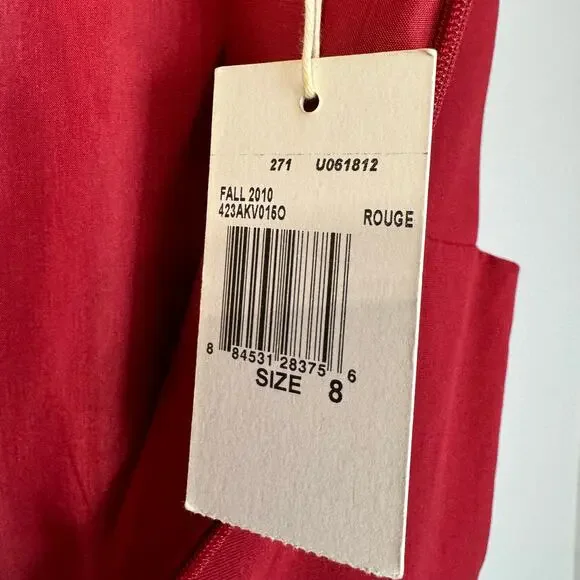 271 U061812
FALL 2010
423AKV015O ROUGE
8 84531 28375 6
SIZE 8